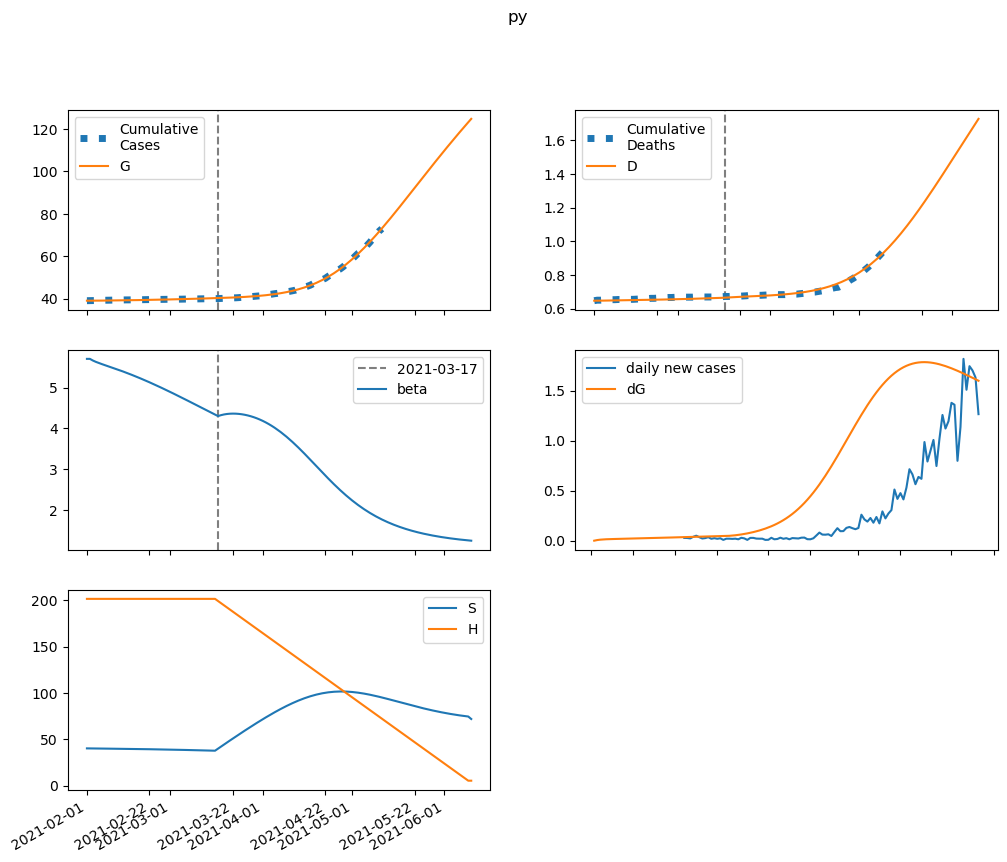 py
120
100
80
60
40
Cumulative
Cases
G
1.6
1.4
1.2
1.0
0.8
0.6
Cumulative
Deaths
D
5
4
3
2
2021-03-17
beta
1.5
1.0
0.5
0.0
daily new cases
dG
200
150
100
50
0
S
H
2021-02-01
2021-02-22
2021-03-01
2021-03-22
2021-04-01
2021-04-22
2021-05-01
2021-05-22
2021-06-01